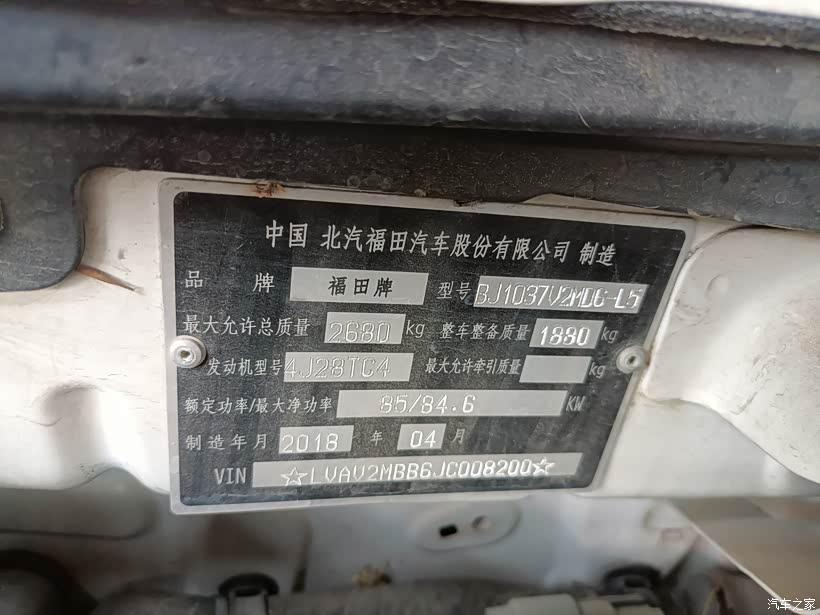 中国 北汽福田汽车股份有限公司 制造
品 牌 福田牌 型号 BJ1037V2MDC-L5
最大允许总质量 2680 kg 整车整备质量 1880 kg
发动机型号 4J28TC4 最大允许牵引质量 kg
额定功率/最大净功率 85/84.6 KW
制造年月 2018 年 04 月
VIN ☆LVAV2MBB6JC008200☆
汽车之家